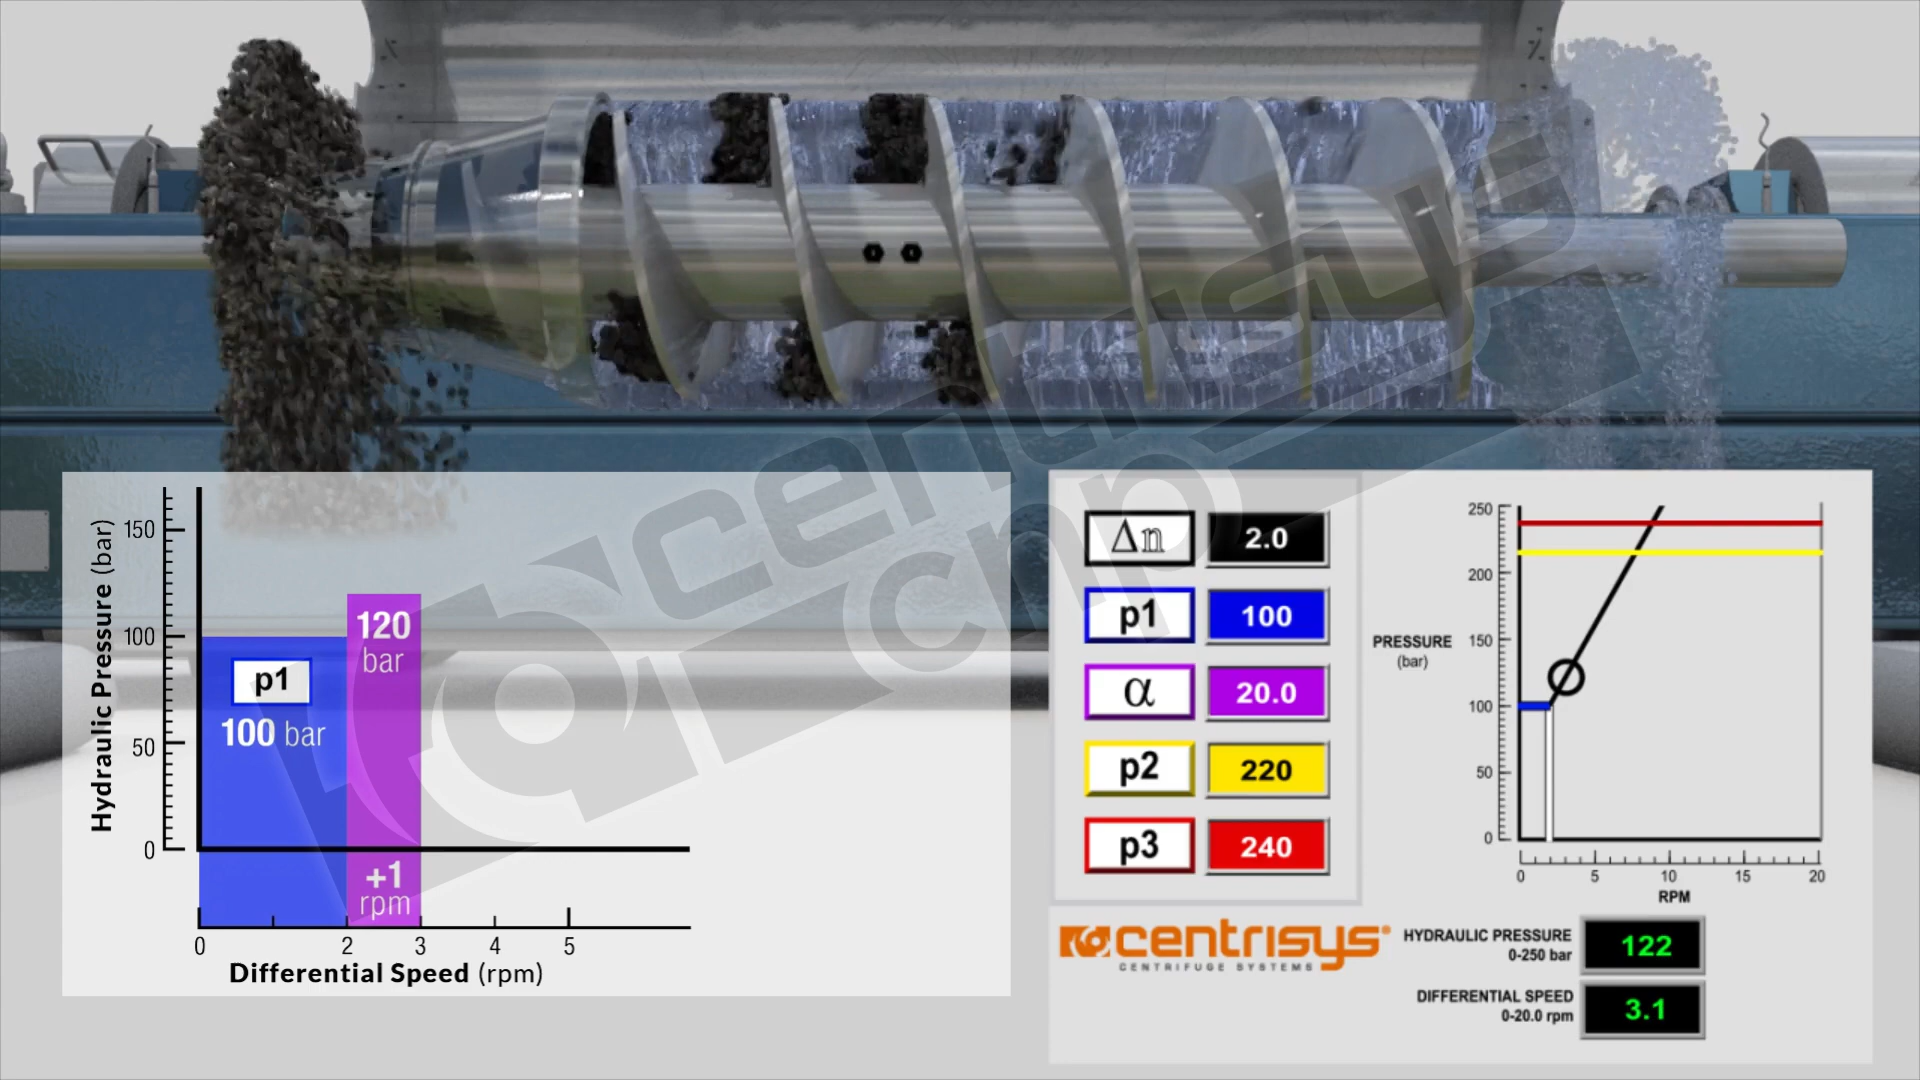 centrisys
cnp
Hydraulic Pressure (bar)
150
100
50
0
p1
100 bar
120
bar
+1
rpm
0
2
3
4
5
Differential Speed (rpm)
Δn
2.0
p1
100
α
20.0
p2
220
p3
240
PRESSURE
(bar)
250
200
150
100
50
0
0
5
10
15
20
RPM
centrisys®
CENTRIFUGE SYSTEMS
HYDRAULIC PRESSURE
0-250 bar
122
DIFFERENTIAL SPEED
0-20.0 rpm
3.1